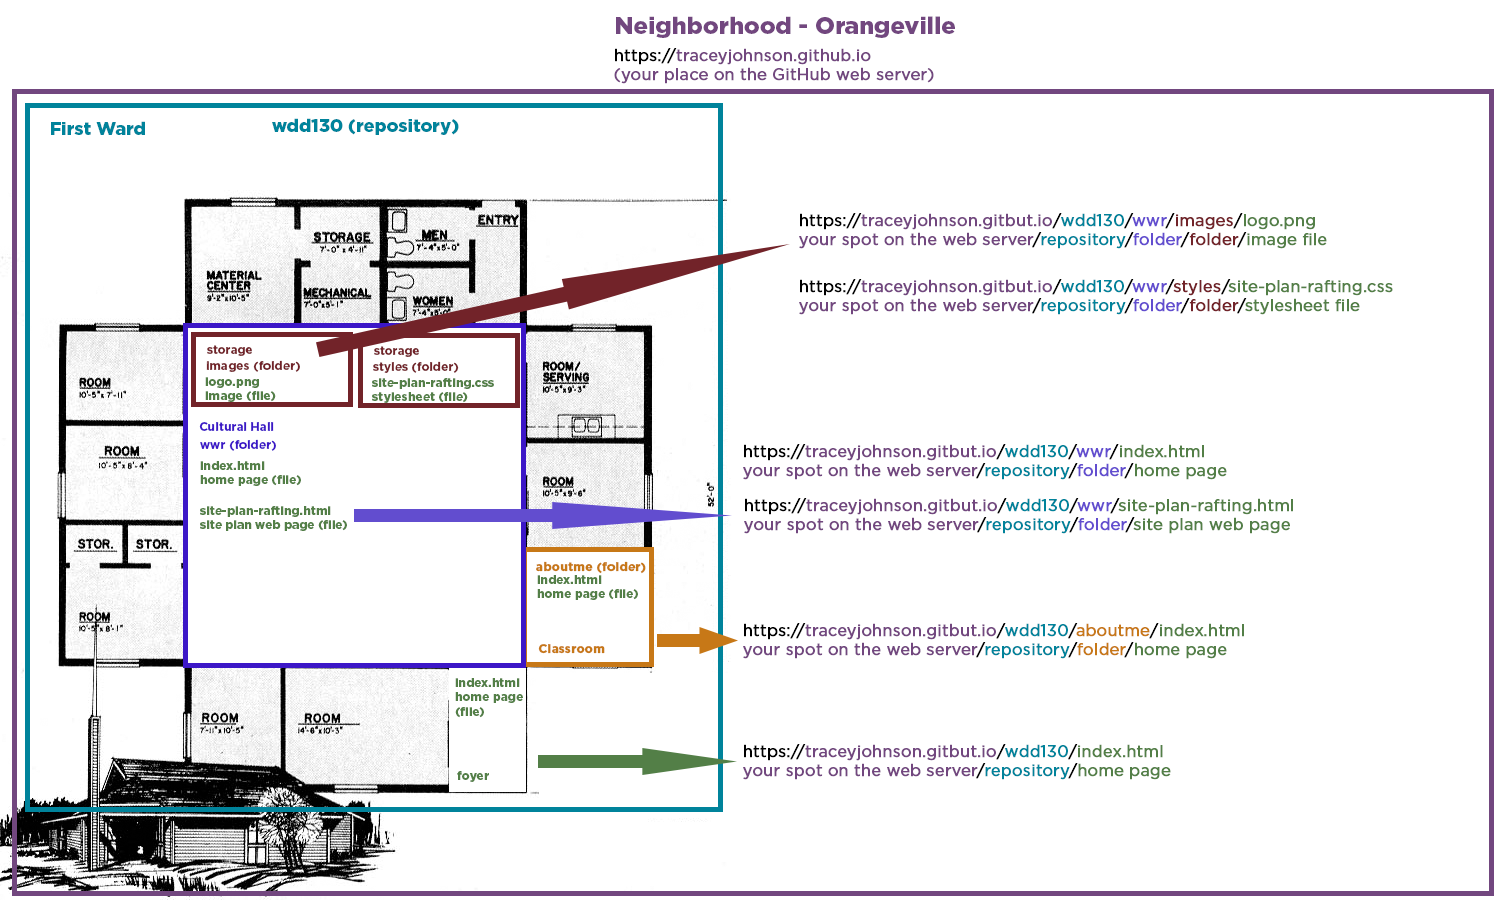 Neighborhood - Orangeville
https://traceyjohnson.github.io
(your place on the GitHub web server)
First Ward
wdd130 (repository)
ENTRY
MEN
7'-4"x5'-0"
STORAGE
7'-0" x 4'-11"
MATERIAL
CENTER
9'-2"x10'-5"
MECHANICAL
7'-0"x5'-1"
WOMEN
7'-4"x5'-0"
https://traceyjohnson.gitbut.io/wdd130/wwr/images/logo.png
your spot on the web server/repository/folder/folder/image file
https://traceyjohnson.gitbut.io/wdd130/wwr/styles/site-plan-rafting.css
your spot on the web server/repository/folder/folder/stylesheet file
storage
images (folder)
logo.png
image (file)
storage
styles (folder)
site-plan-rafting.css
stylesheet (file)
ROOM
10'-5"x 7'-11"
ROOM/
SERVING
10'-5"x9'-3"
Cultural Hall
wwr (folder)
index.html
home page (file)
site-plan-rafting.html
site plan web page (file)
ROOM
10'-5"x 8'-4"
ROOM
10'-5"x9'-6"
52'-0"
https://traceyjohnson.gitbut.io/wdd130/wwr/index.html
your spot on the web server/repository/folder/home page
https://traceyjohnson.gitbut.io/wdd130/wwr/site-plan-rafting.html
your spot on the web server/repository/folder/site plan web page
STOR.
STOR.
ROOM
10'-5"x 8'-1"
aboutme (folder)
index.html
home page (file)
Classroom
https://traceyjohnson.gitbut.io/wdd130/aboutme/index.html
your spot on the web server/repository/folder/home page
index.html
home page
(file)
foyer
ROOM
7'-11"x10'-5"
ROOM
14'-6"x10'-3"
https://traceyjohnson.gitbut.io/wdd130/index.html
your spot on the web server/repository/home page